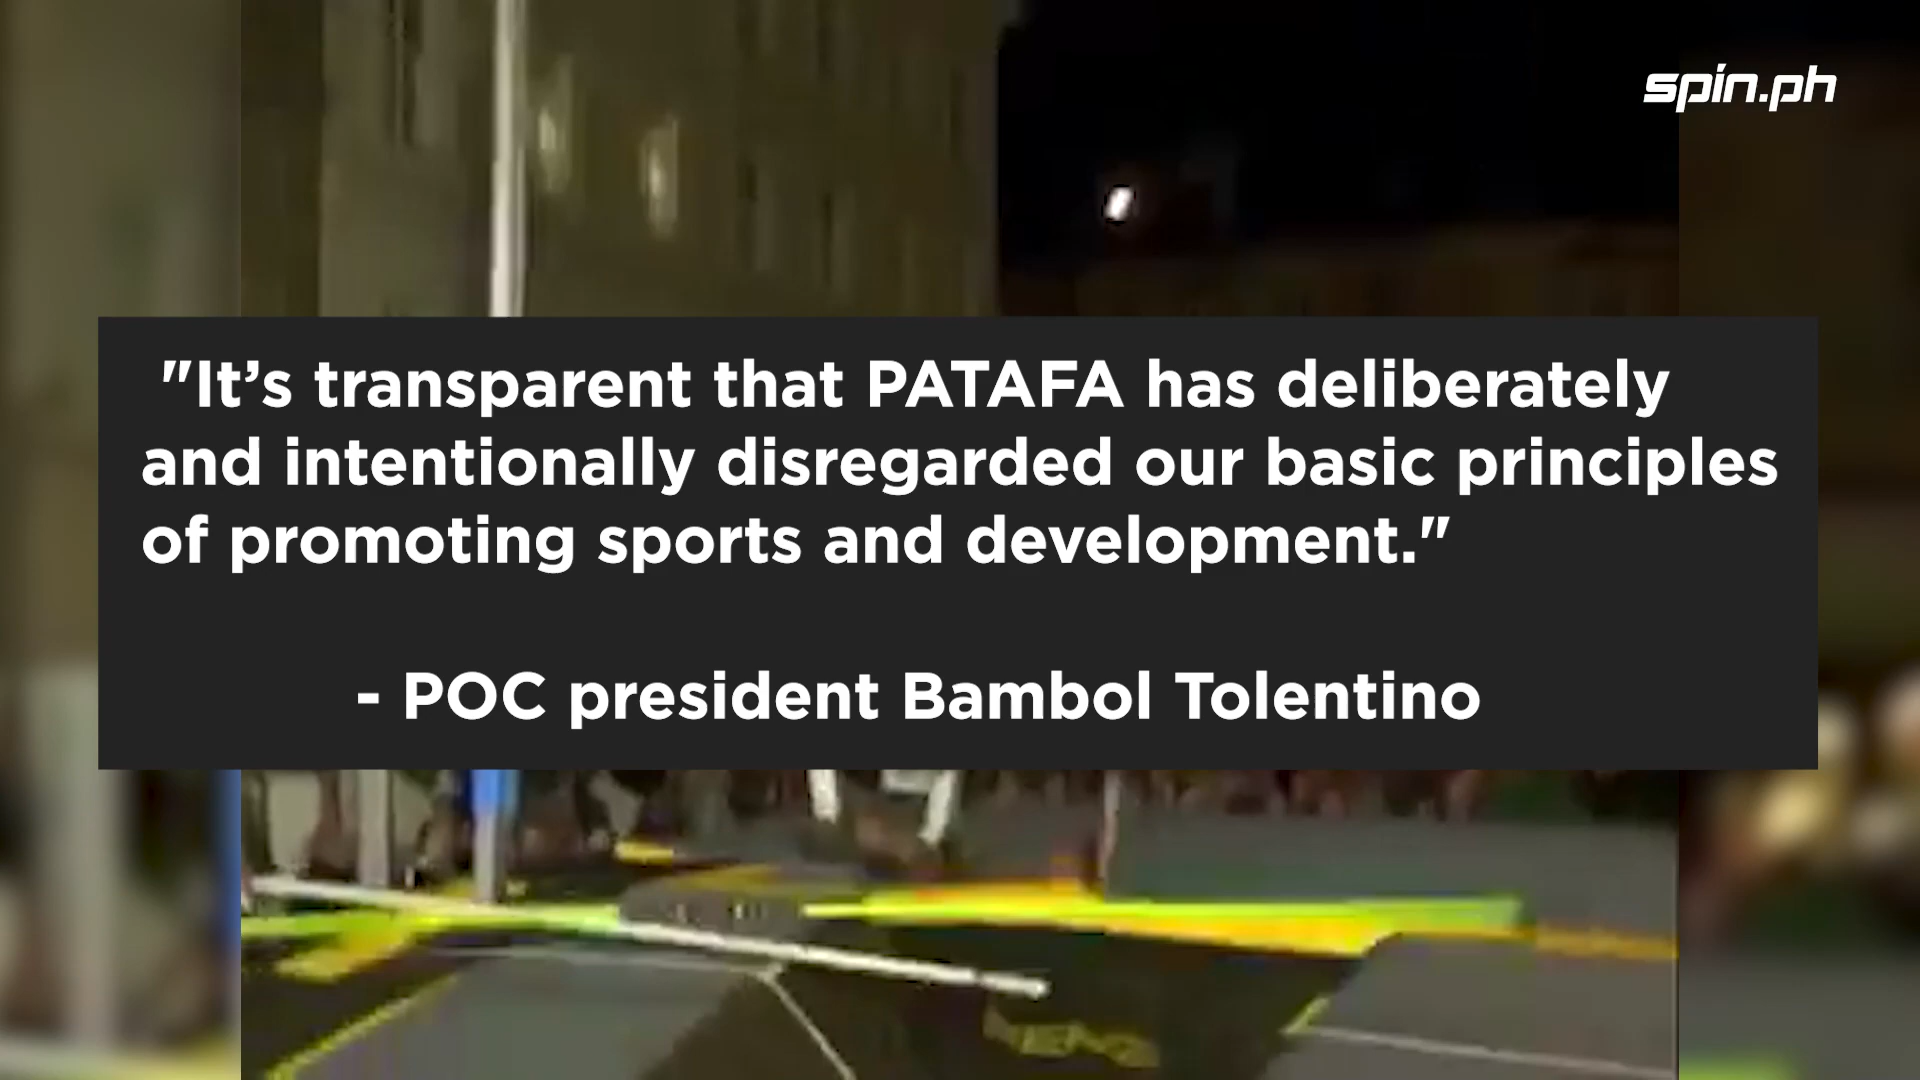 spin.ph
"It’s transparent that PATAFA has deliberately
and intentionally disregarded our basic principles
of promoting sports and development."
- POC president Bambol Tolentino